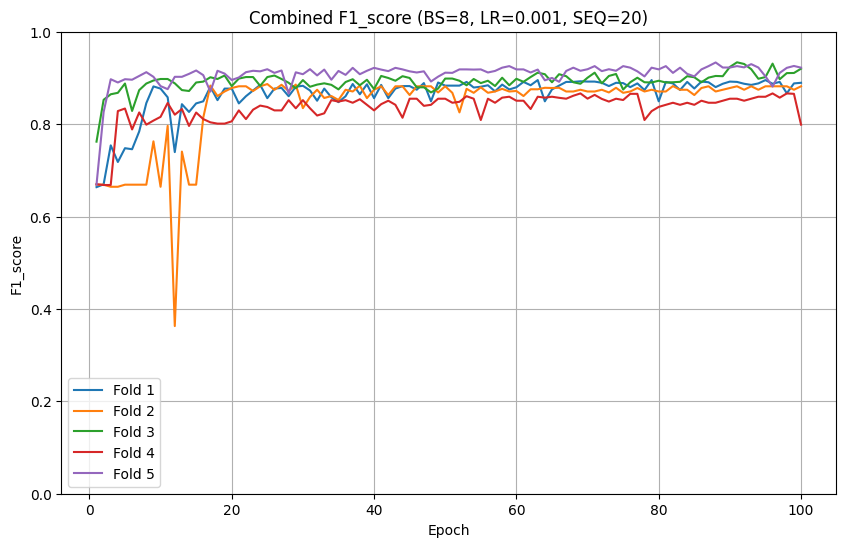 Combined F1_score (BS=8, LR=0.001, SEQ=20)
1.0
0.8
0.6
0.4
0.2
0.0
F1_score
Fold 1
Fold 2
Fold 3
Fold 4
Fold 5
0
20
40
60
80
100
Epoch